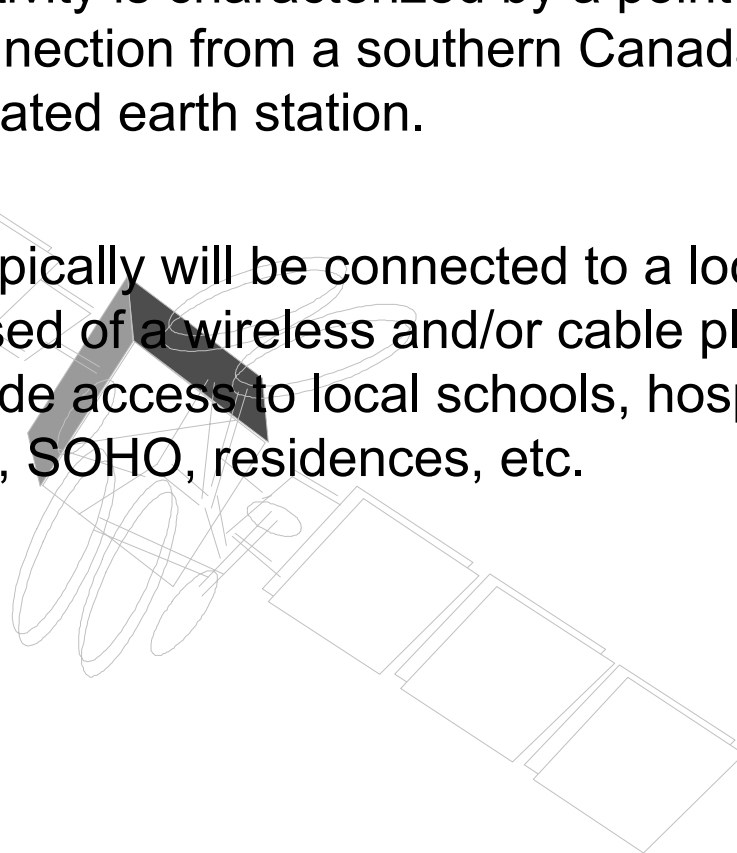 tivity is characterized by a point
nection from a southern Canad
ated earth station.
pically will be connected to a loc
sed of a wireless and/or cable pl
de access to local schools, hosp
, SOHO, residences, etc.